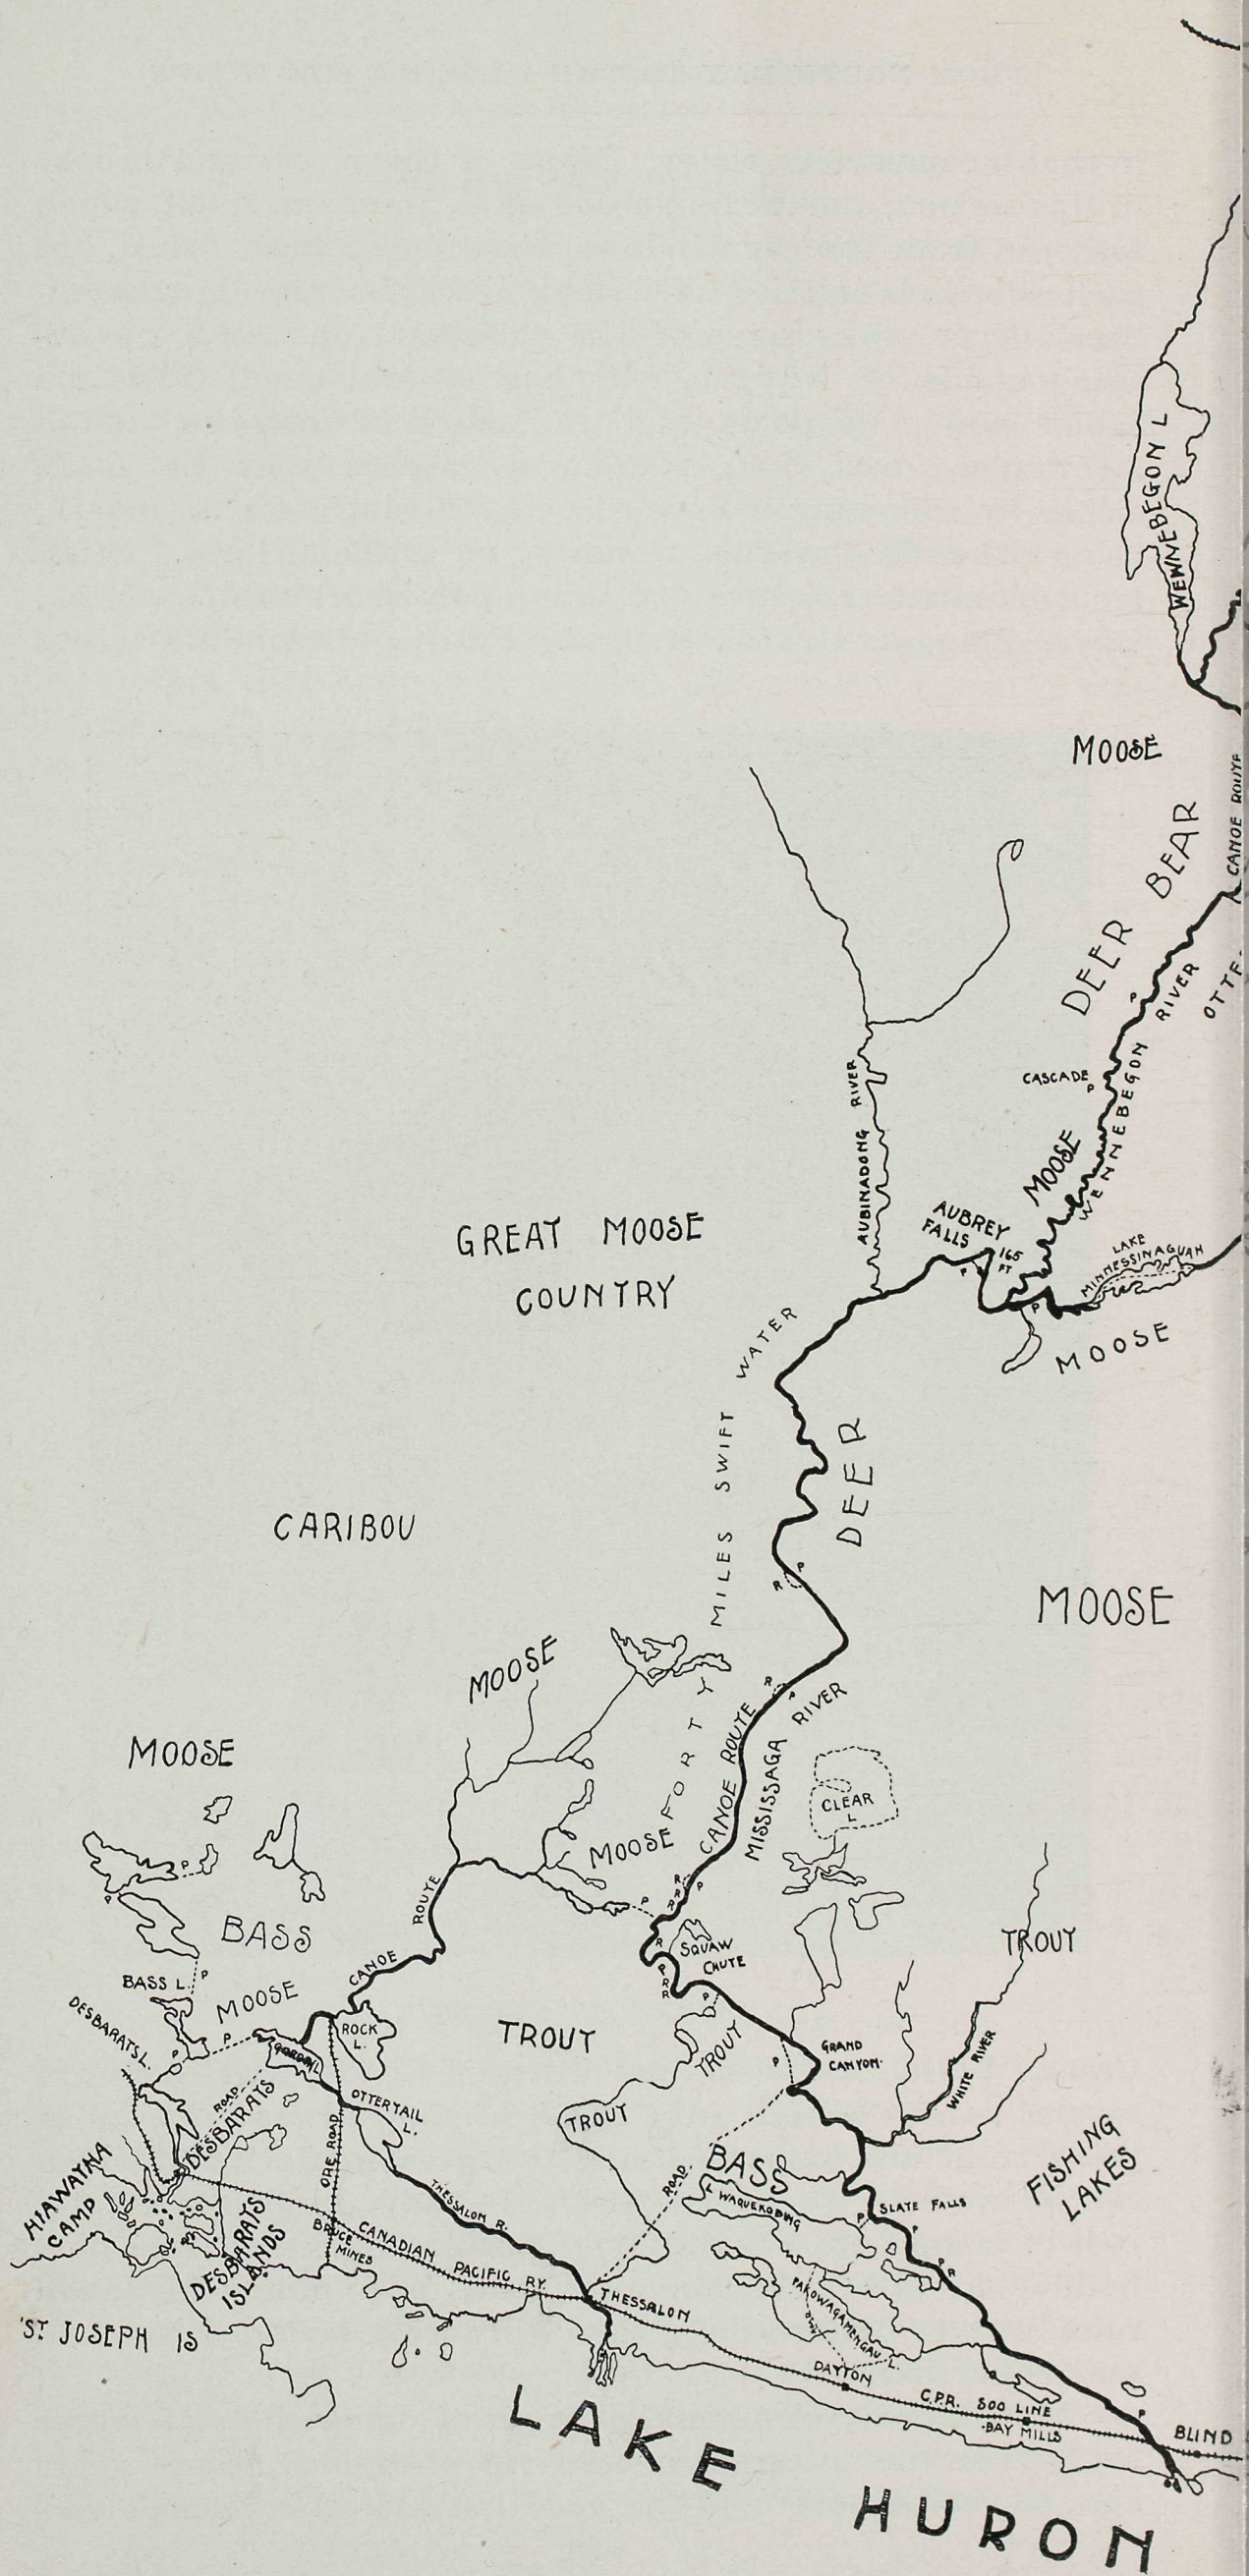 WENNEBEGON L
MOOSE
CANOE ROUTE
DEER BEAR
RIVER
OTTE
CASCADE
P
WENNEBEGON
MOOSE
AUBINADONG RIVER
AUBREY
FALLS
165
FT
LAKE
MINNESSINAGUAH
GREAT MOOSE
COUNTRY
MOOSE
FORTY MILES SWIFT WATER
DEER
CARIBOU
MOOSE
MOOSE
CANOE ROUTE
MISSISSAGA RIVER
MOOSE
CLEAR
L
MOOSE
BASS
CANOE ROUTE
TROUT
SQUAW
CHUTE
BASS L.
MOOSE
DESBARATS L.
ROCK
L.
TROUT
TROUT
GRAND
CANYON
GORDON L
WHITE RIVER
ROAD
DESBARATS
OTTERTAIL
L.
TROUT
ORE ROAD
FISHING
LAKES
HIAWATHA
CAMP
BASS
ROAD
L WAQUEKOBING
SLATE FALLS
THESSALON R.
DESBARATS
ISLANDS
BRUCE
MINES
CANADIAN PACIFIC RY.
THESSALON
PAKOWAGAMENGAU L.
ST JOSEPH IS
DAYTON
C.P.R. SOO LINE
BAY MILLS
BLIND
LAKE HURON